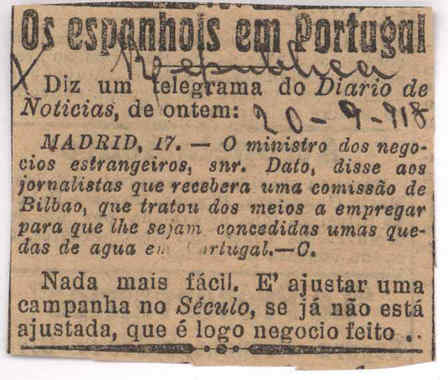 Os espanhois em Portugal
Republica
Diz um telegrama do Diario de
Noticias, de ontem: 20-9-918
MADRID, 17. — O ministro dos nego-
cios estrangeiros, snr. Dato, disse aos
jornalistas que recebera uma comissão de
Bilbao, que tratou dos meios a empregar
para que lhe sejam concedidas umas que-
das de agua em Portugal.—C.
Nada mais fácil. E' ajustar uma
campanha no Século, se já não está
ajustada, que é logo negocio feito..